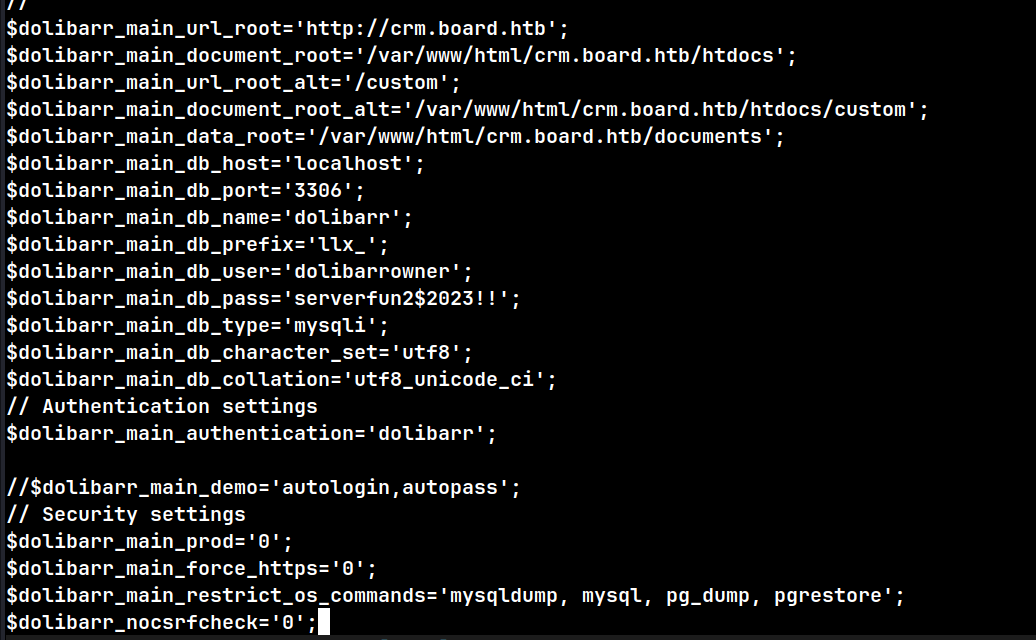 //
$dolibarr_main_url_root='http://crm.board.htb';
$dolibarr_main_document_root='/var/www/html/crm.board.htb/htdocs';
$dolibarr_main_url_root_alt='/custom';
$dolibarr_main_document_root_alt='/var/www/html/crm.board.htb/htdocs/custom';
$dolibarr_main_data_root='/var/www/html/crm.board.htb/documents';
$dolibarr_main_db_host='localhost';
$dolibarr_main_db_port='3306';
$dolibarr_main_db_name='dolibarr';
$dolibarr_main_db_prefix='llx_';
$dolibarr_main_db_user='dolibarrowner';
$dolibarr_main_db_pass='serverfun2$2023!!';
$dolibarr_main_db_type='mysqli';
$dolibarr_main_db_character_set='utf8';
$dolibarr_main_db_collation='utf8_unicode_ci';
// Authentication settings
$dolibarr_main_authentication='dolibarr';

//$dolibarr_main_demo='autologin,autopass';
// Security settings
$dolibarr_main_prod='0';
$dolibarr_main_force_https='0';
$dolibarr_main_restrict_os_commands='mysqldump, mysql, pg_dump, pgrestore';
$dolibarr_nocsrfcheck='0';